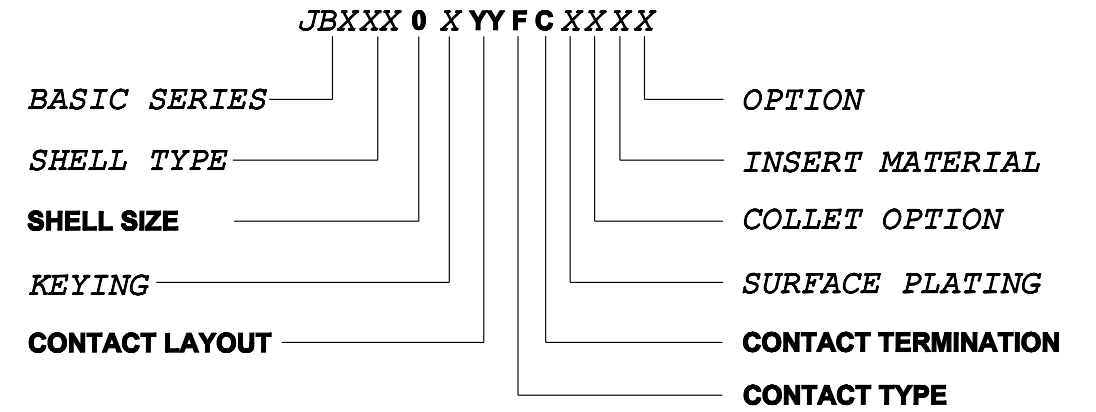 JBXXX 0 X YY F C XXXX
BASIC SERIES
OPTION
SHELL TYPE
INSERT MATERIAL
SHELL SIZE
COLLET OPTION
KEYING
SURFACE PLATING
CONTACT LAYOUT
CONTACT TERMINATION
CONTACT TYPE